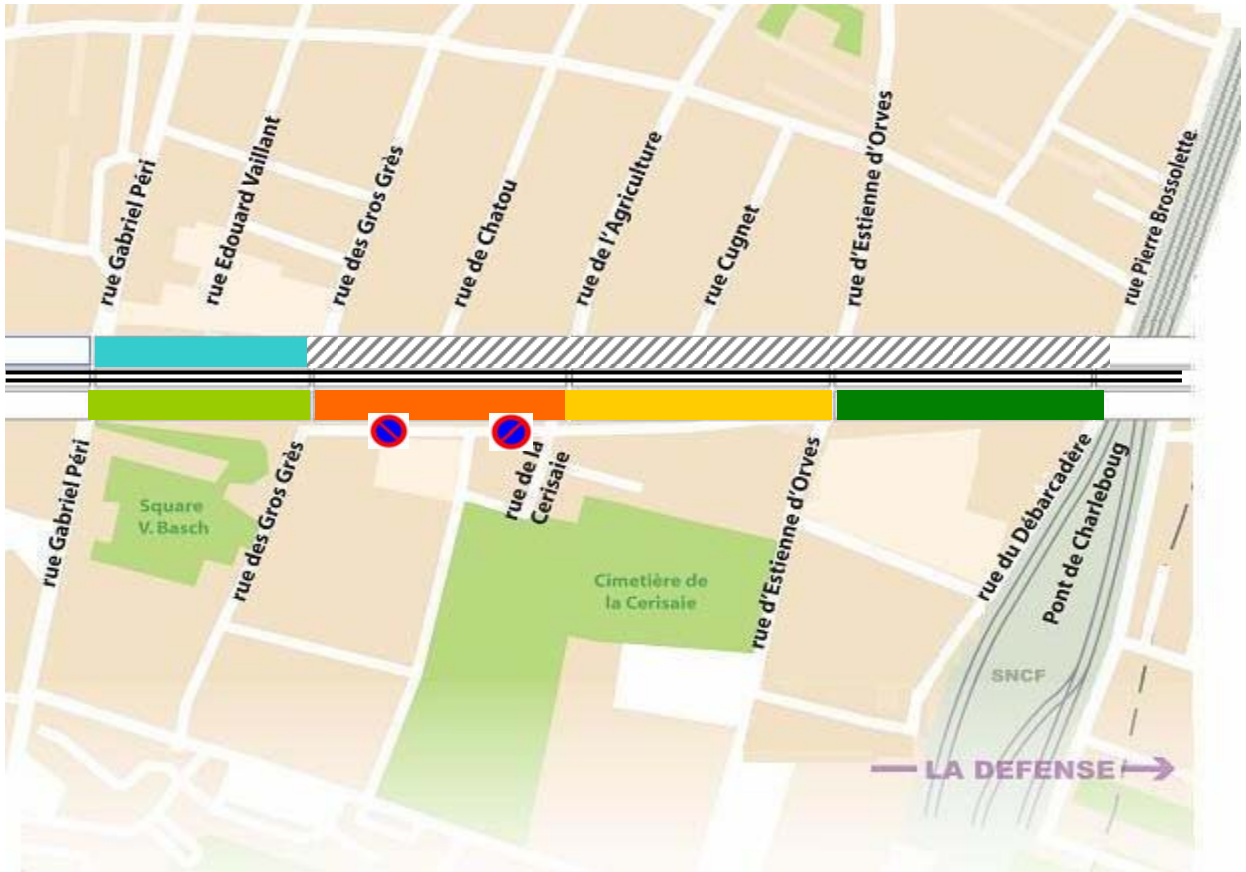 rue Gabriel Péri
rue Edouard Vaillant
rue des Gros Grès
rue de Chatou
rue de l'Agriculture
rue Cugnet
rue d'Estienne d'Orves
rue Pierre Brossolette
rue Gabriel Péri
Square
V. Basch
rue des Gros Grès
rue de la
Cerisaie
Cimetière de
la Cerisaie
rue d'Estienne d'Orves
rue du Débarcadère
Pont de Charleboug
SNCF
LA DEFENSE